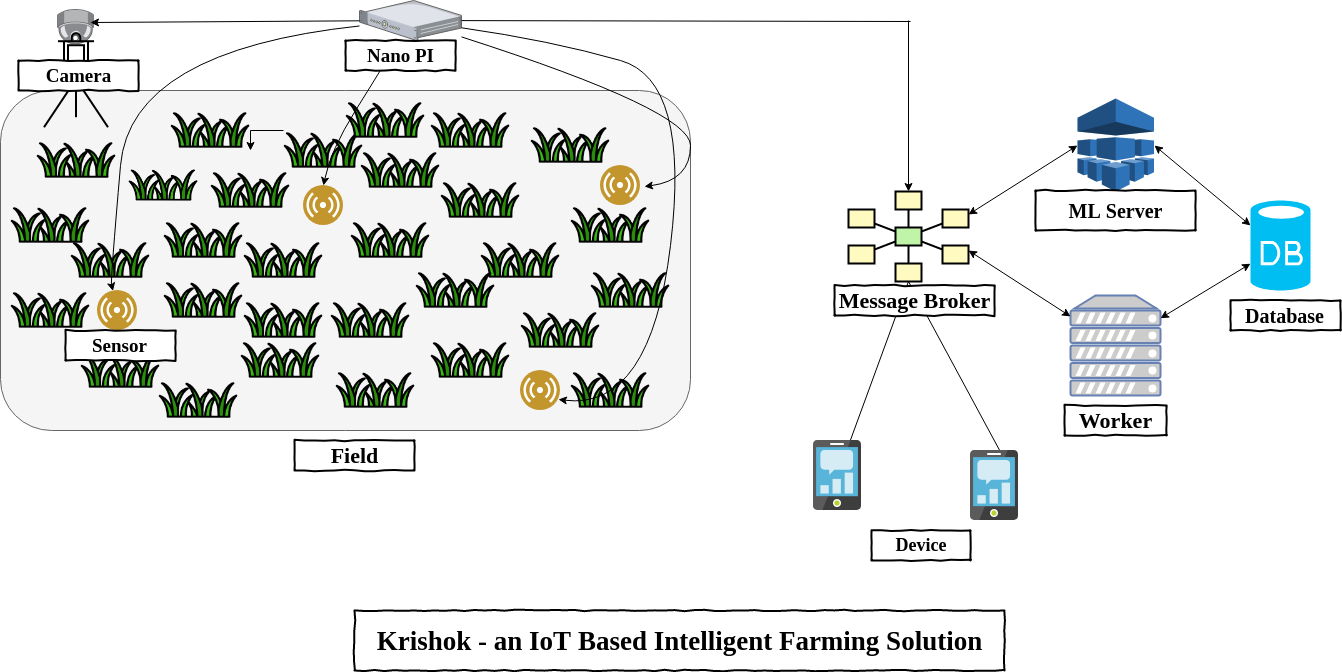 Nano PI
Camera
ML Server
Sensor
Message Broker
DB
Database
Worker
Field
Device
Krishok - an IoT Based Intelligent Farming Solution